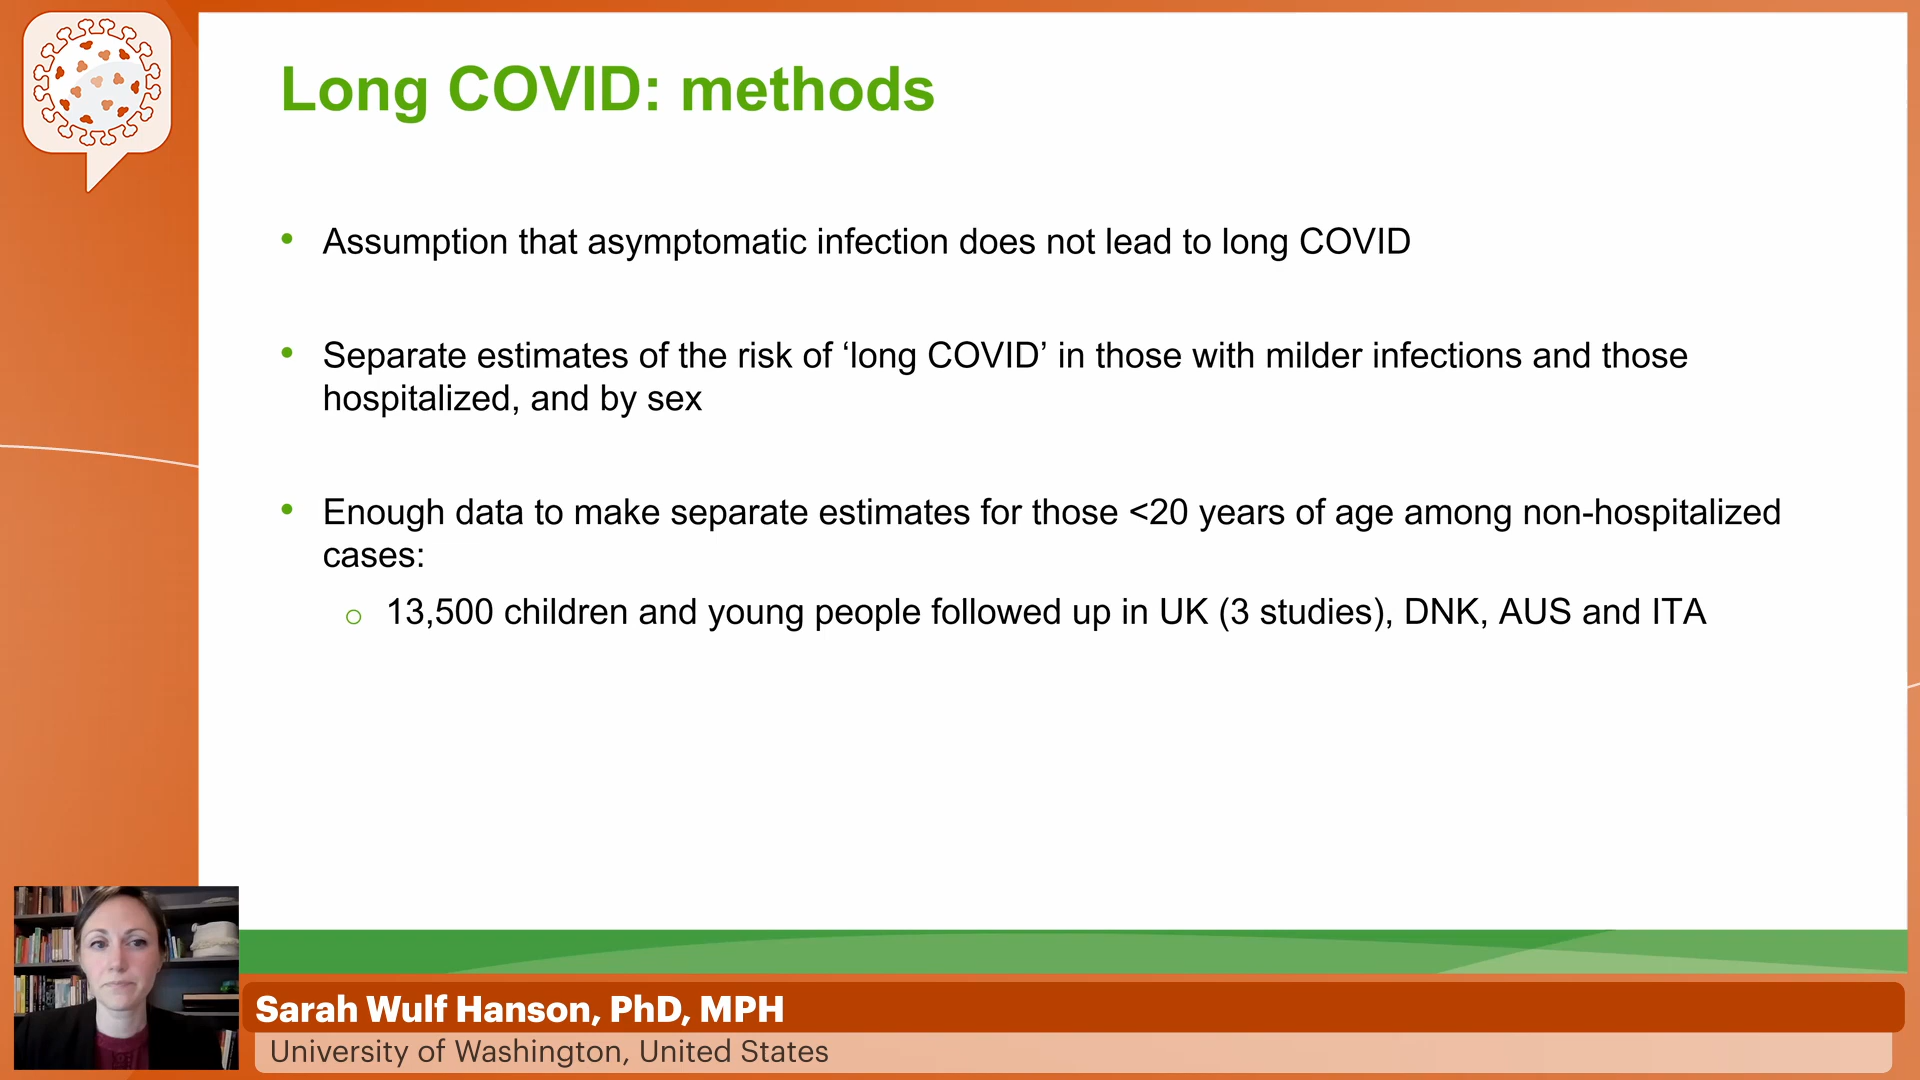 Long COVID: methods
• Assumption that asymptomatic infection does not lead to long COVID
• Separate estimates of the risk of ‘long COVID’ in those with milder infections and those
hospitalized, and by sex
• Enough data to make separate estimates for those <20 years of age among non-hospitalized
cases:
o 13,500 children and young people followed up in UK (3 studies), DNK, AUS and ITA
Sarah Wulf Hanson, PhD, MPH
University of Washington, United States